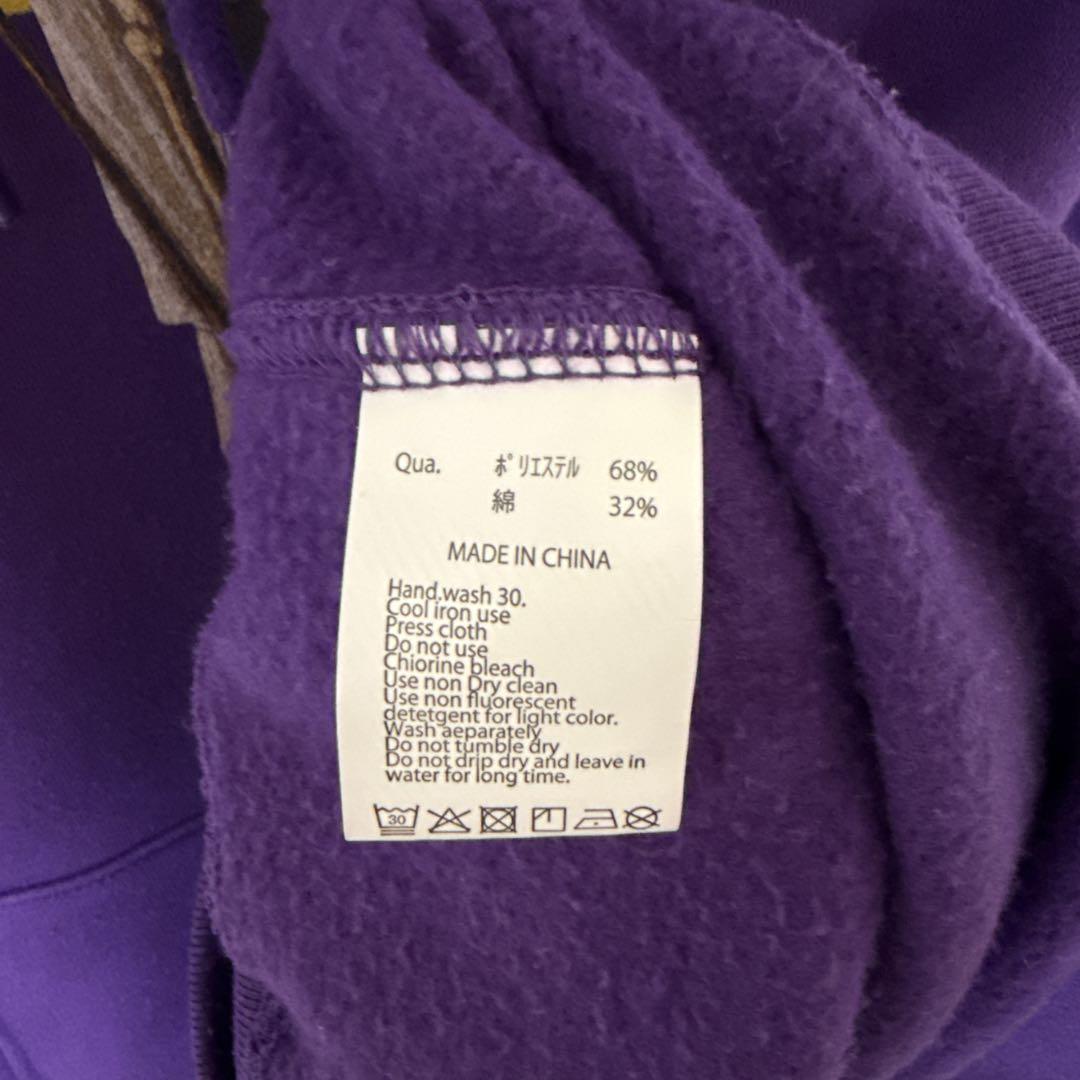 Qua. ポリエステル 68%
綿 32%
MADE IN CHINA
Hand.wash 30.
Cool iron use
Press cloth
Do not use
Chiorine bleach
Use non Dry clean
Use non fluorescent
detetgent for light color.
Wash aeparately
Do not tumble dry
Do not drip dry and leave in
water for long time.
30